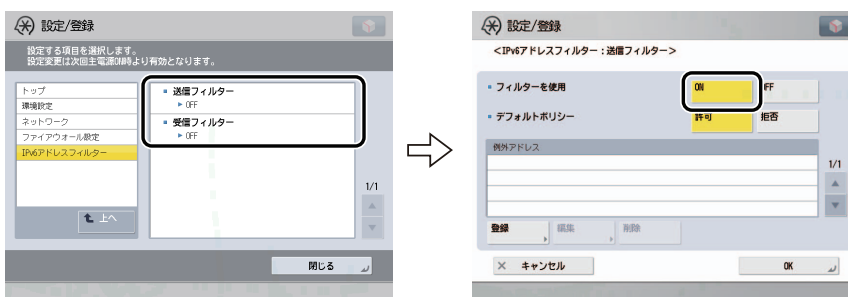 設定/登録
設定する項目を選択します。
設定変更は次回主電源ON時より有効となります。
トップ
環境設定
ネットワーク
ファイアウォール設定
IPv6アドレスフィルター
上へ
送信フィルター
► OFF
受信フィルター
► OFF
1/1
閉じる
設定/登録
<IPv6アドレスフィルター:送信フィルター>
フィルターを使用
ON
OFF
デフォルトポリシー
許可
拒否
例外アドレス
1/1
登録
編集
削除
× キャンセル
OK